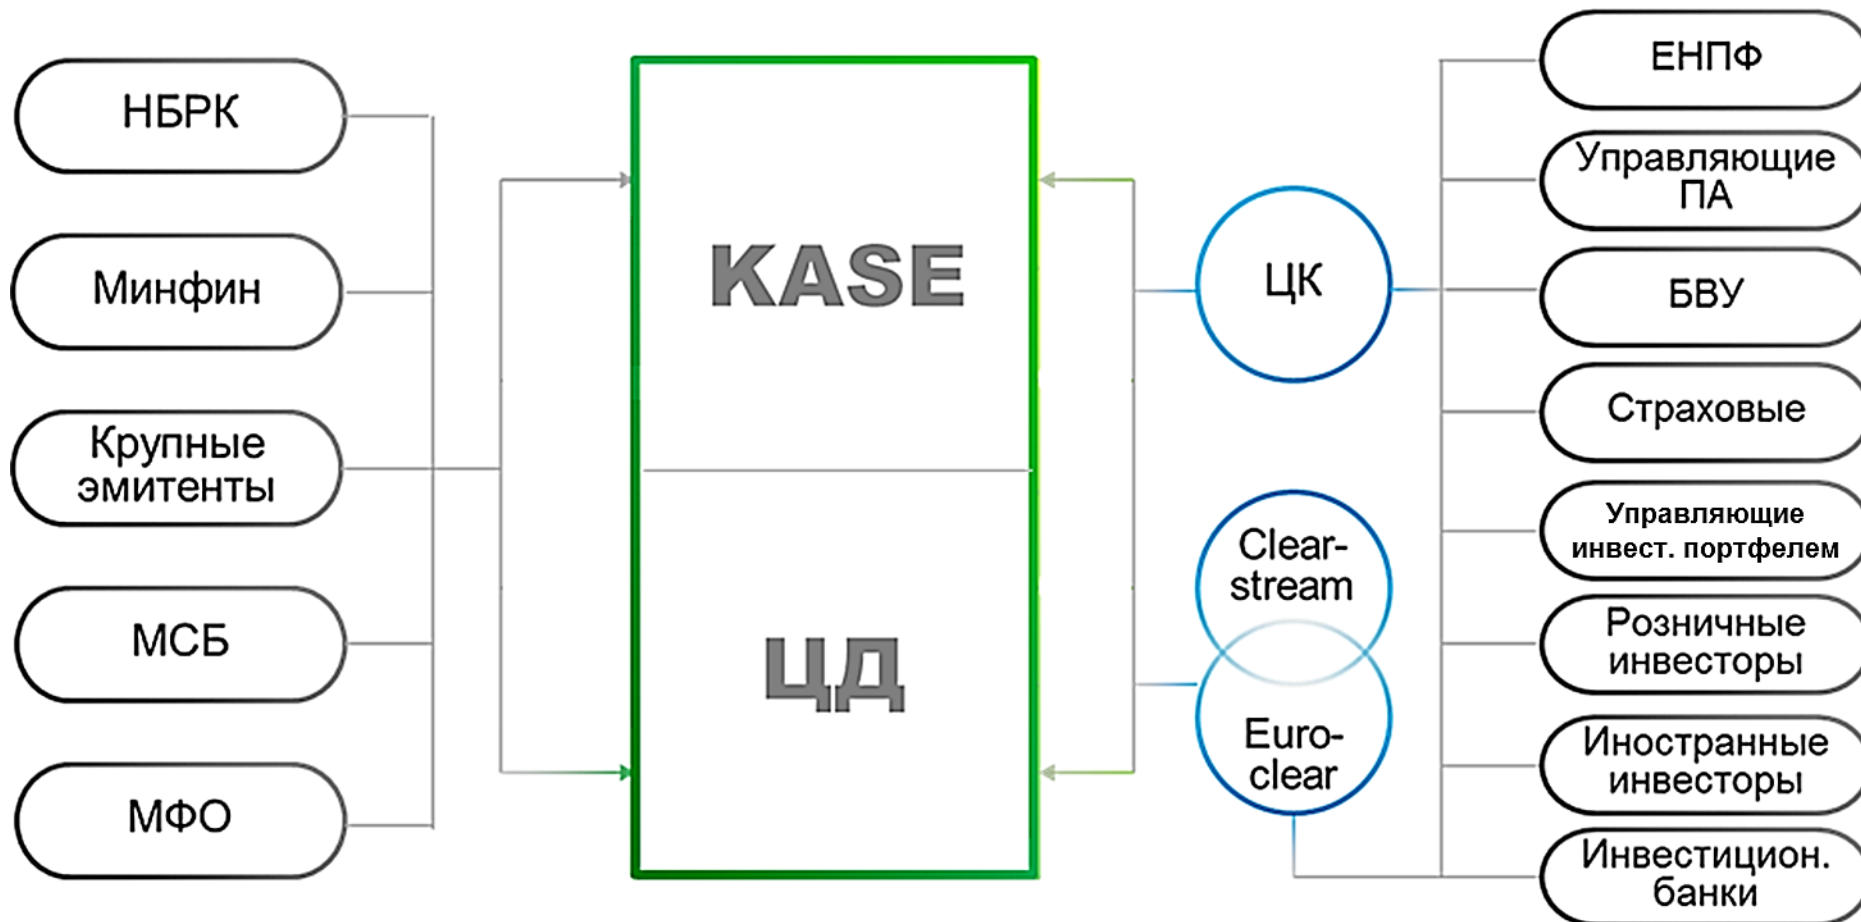 НБРК
Минфин
Крупные
эмитенты
МСБ
МФО
KASE
ЦД
ЦК
Clear-
stream
Euro-
clear
ЕНПФ
Управляющие
ПА
БВУ
Страховые
Управляющие
инвест. портфелем
Розничные
инвесторы
Иностранные
инвесторы
Инвестицион.
банки